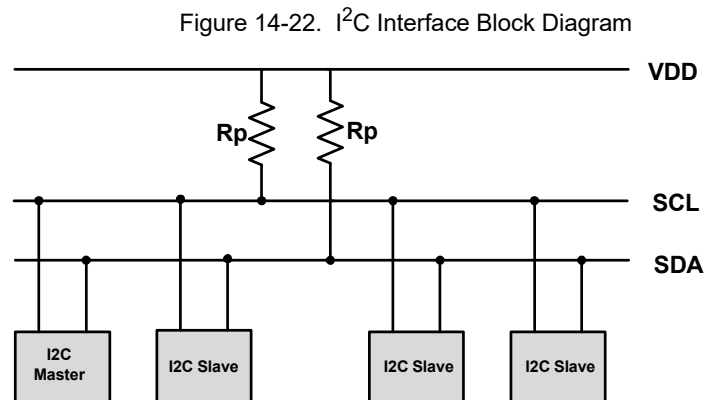 Figure 14-22. I2C Interface Block Diagram
VDD
Rp
Rp
SCL
SDA
I2C
Master
I2C Slave
I2C Slave
I2C Slave